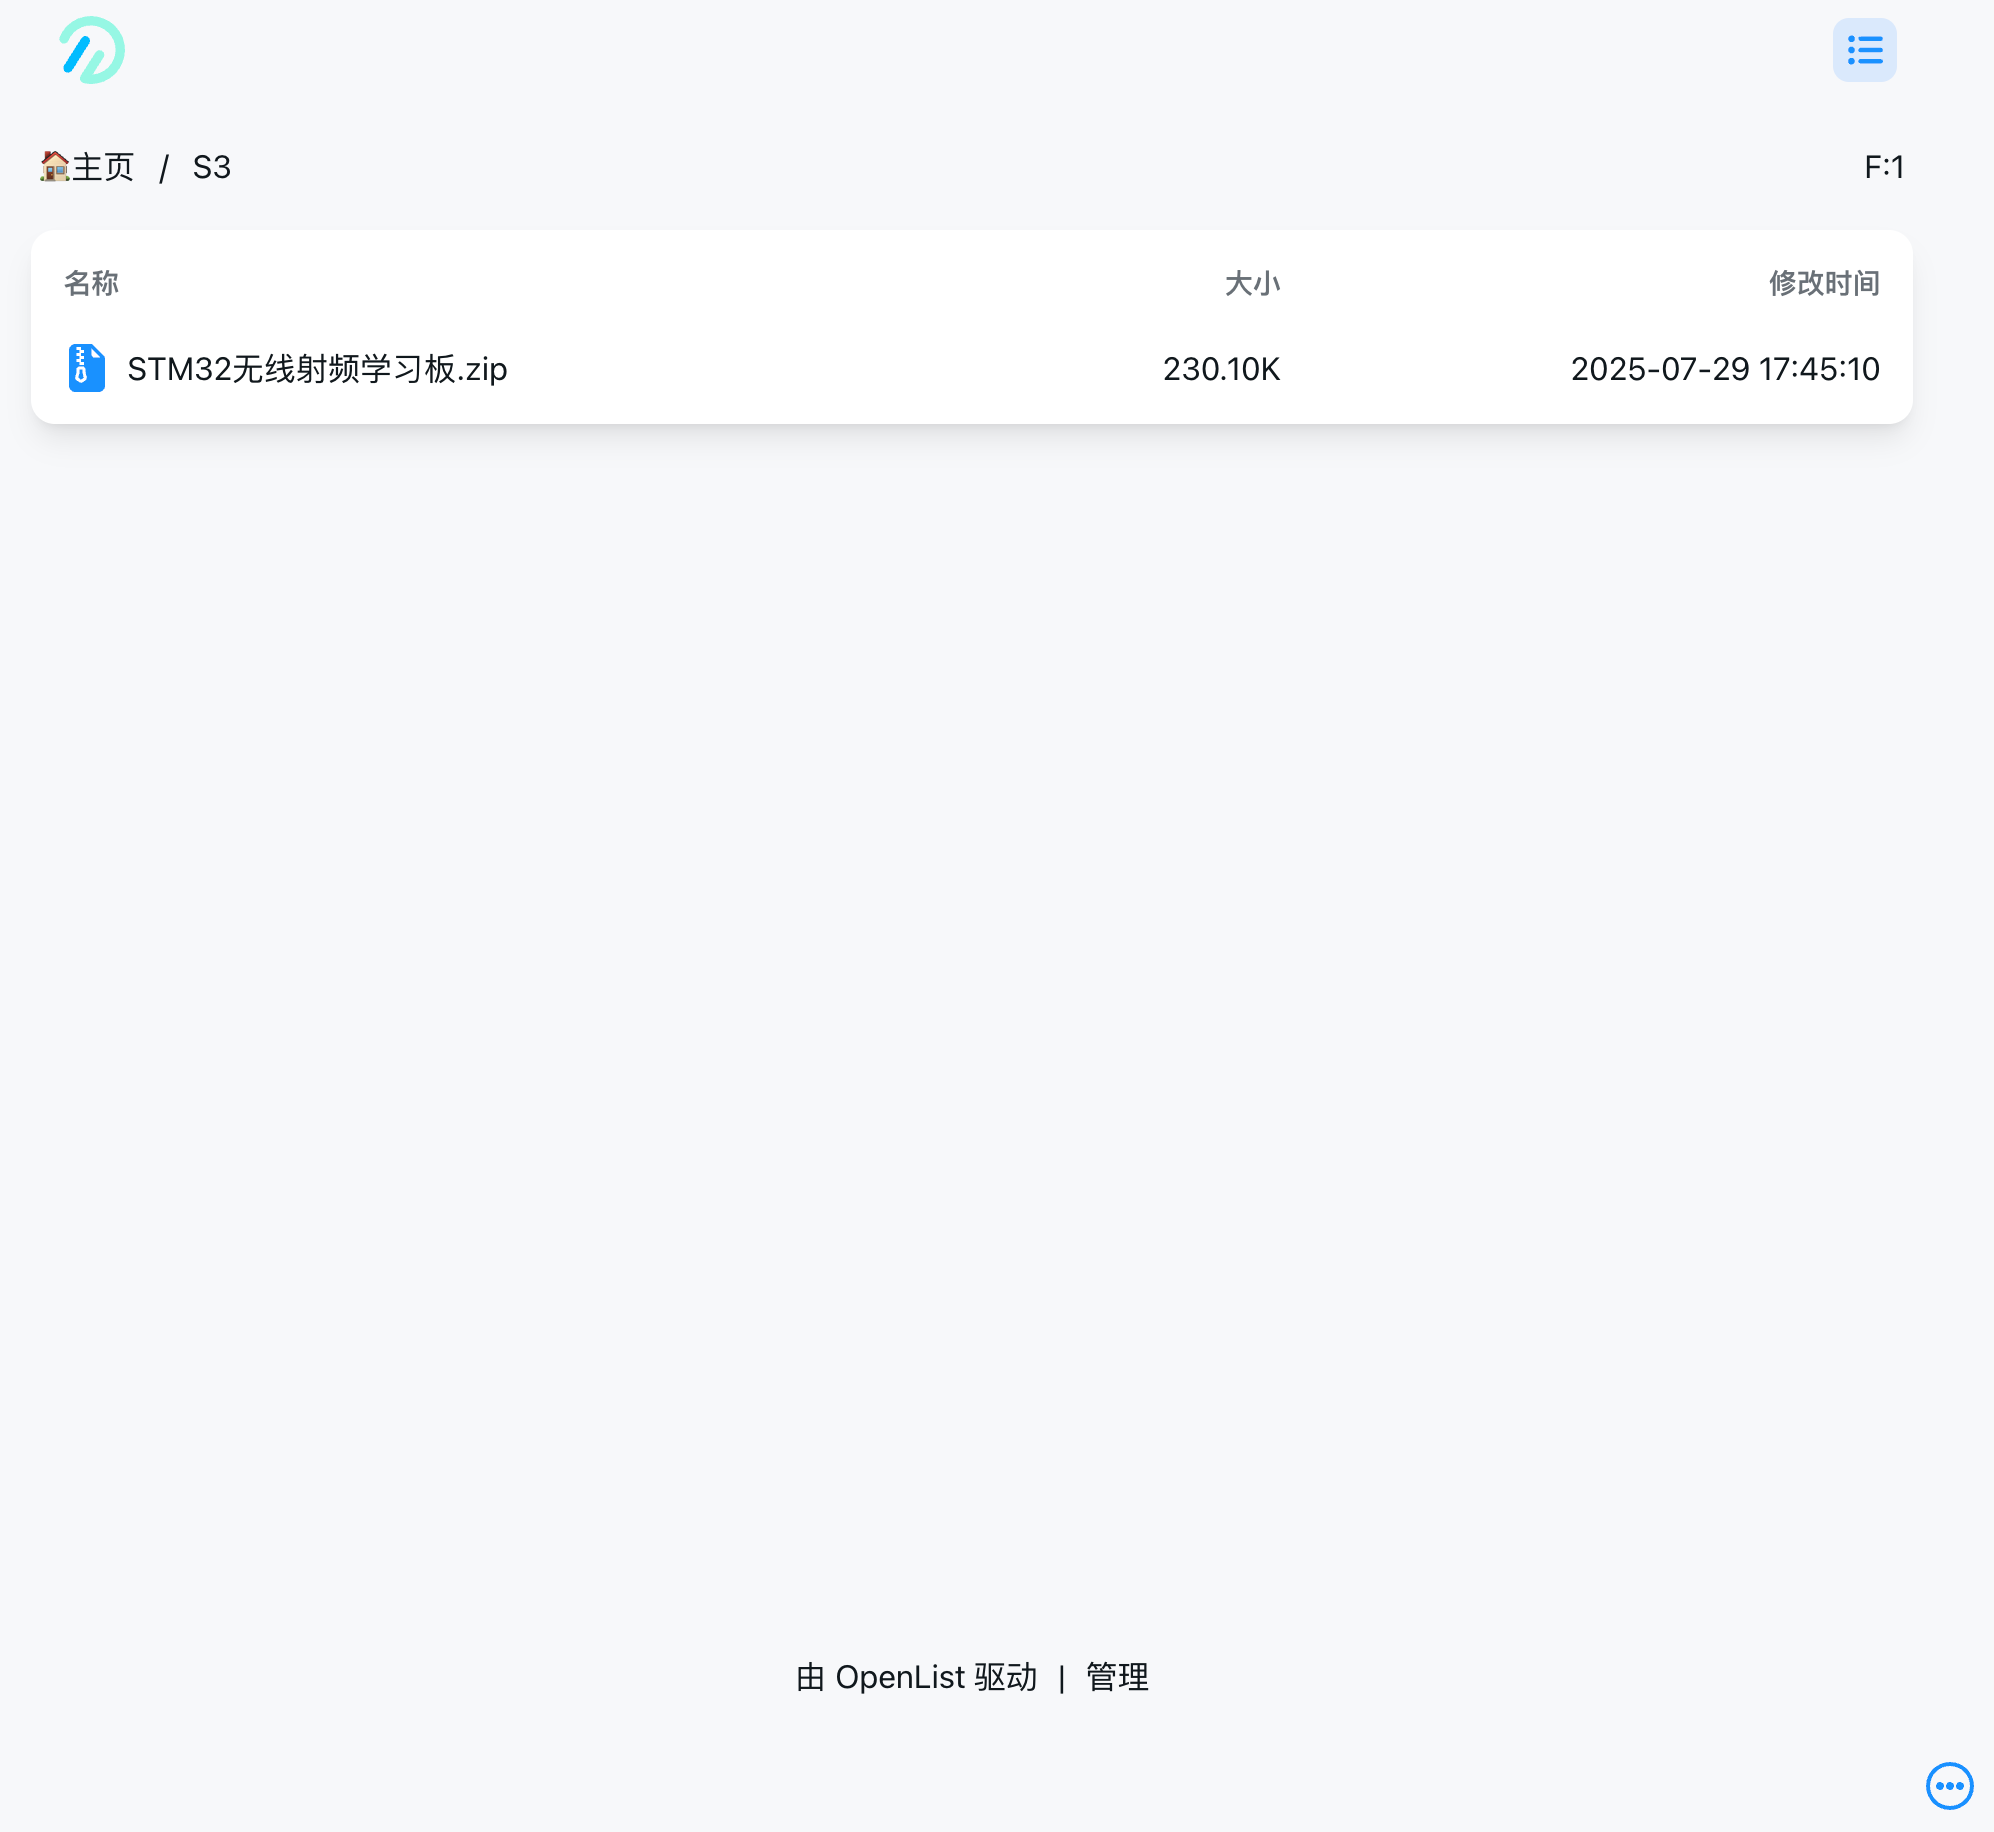 🏠主页 / S3
F:1
名称 大小 修改时间
STM32无线射频学习板.zip 230.10K 2025-07-29 17:45:10
由 OpenList 驱动 | 管理